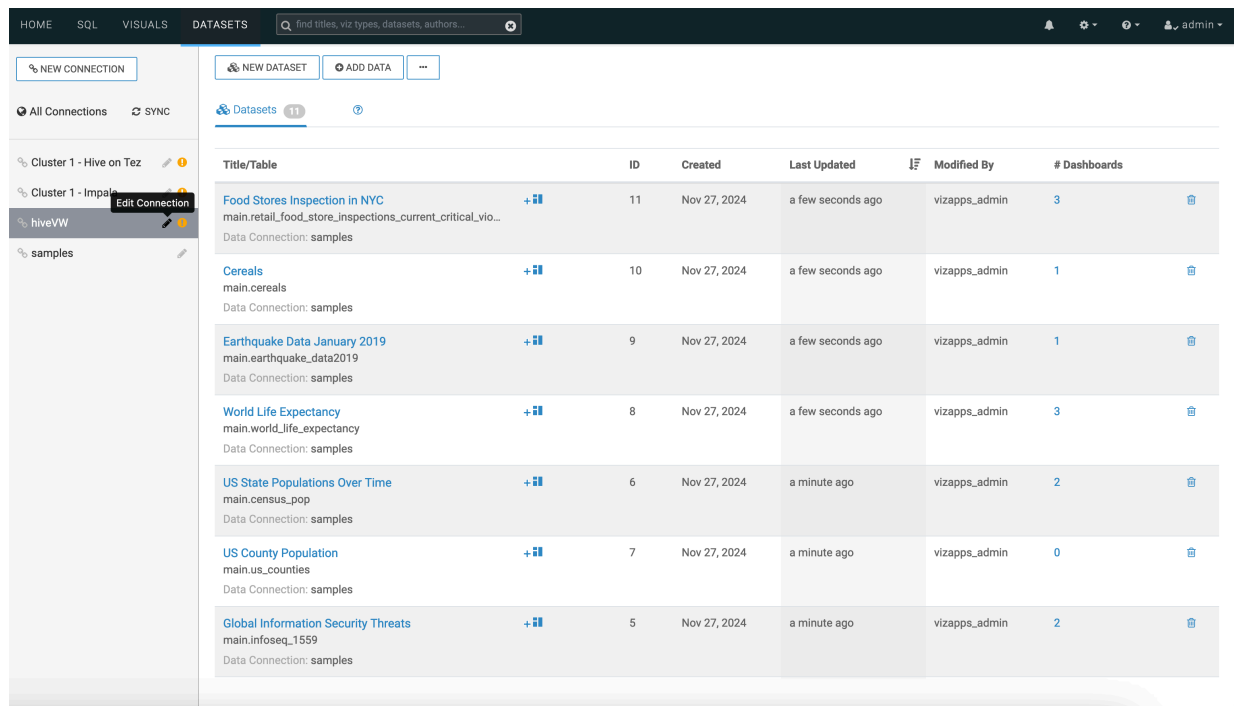 HOME SQL VISUALS DATASETS find titles, viz types, datasets, authors... admin
NEW CONNECTION
All Connections SYNC
Cluster 1 - Hive on Tez
Cluster 1 - Impala
Edit Connection
hiveVW
samples
NEW DATASET ADD DATA ...
Datasets 11
Title/Table ID Created Last Updated Modified By # Dashboards
Food Stores Inspection in NYC 11 Nov 27, 2024 a few seconds ago vizapps_admin 3
main.retail_food_store_inspections_current_critical_vio...
Data Connection: samples
Cereals 10 Nov 27, 2024 a few seconds ago vizapps_admin 1
main.cereals
Data Connection: samples
Earthquake Data January 2019 9 Nov 27, 2024 a few seconds ago vizapps_admin 1
main.earthquake_data2019
Data Connection: samples
World Life Expectancy 8 Nov 27, 2024 a few seconds ago vizapps_admin 3
main.world_life_expectancy
Data Connection: samples
US State Populations Over Time 6 Nov 27, 2024 a minute ago vizapps_admin 2
main.census_pop
Data Connection: samples
US County Population 7 Nov 27, 2024 a minute ago vizapps_admin 0
main.us_counties
Data Connection: samples
Global Information Security Threats 5 Nov 27, 2024 a minute ago vizapps_admin 2
main.infoseq_1559
Data Connection: samples